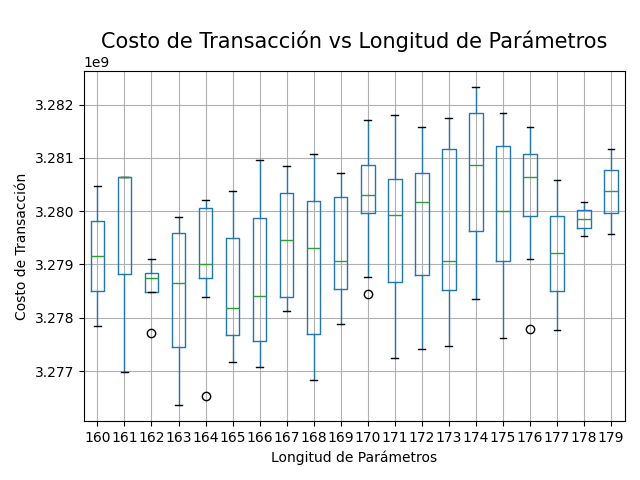 Costo de Transacción vs Longitud de Parámetros
1e9
3.282
3.281
3.280
3.279
3.278
3.277
Costo de Transacción
160 161 162 163 164 165 166 167 168 169 170 171 172 173 174 175 176 177 178 179
Longitud de Parámetros